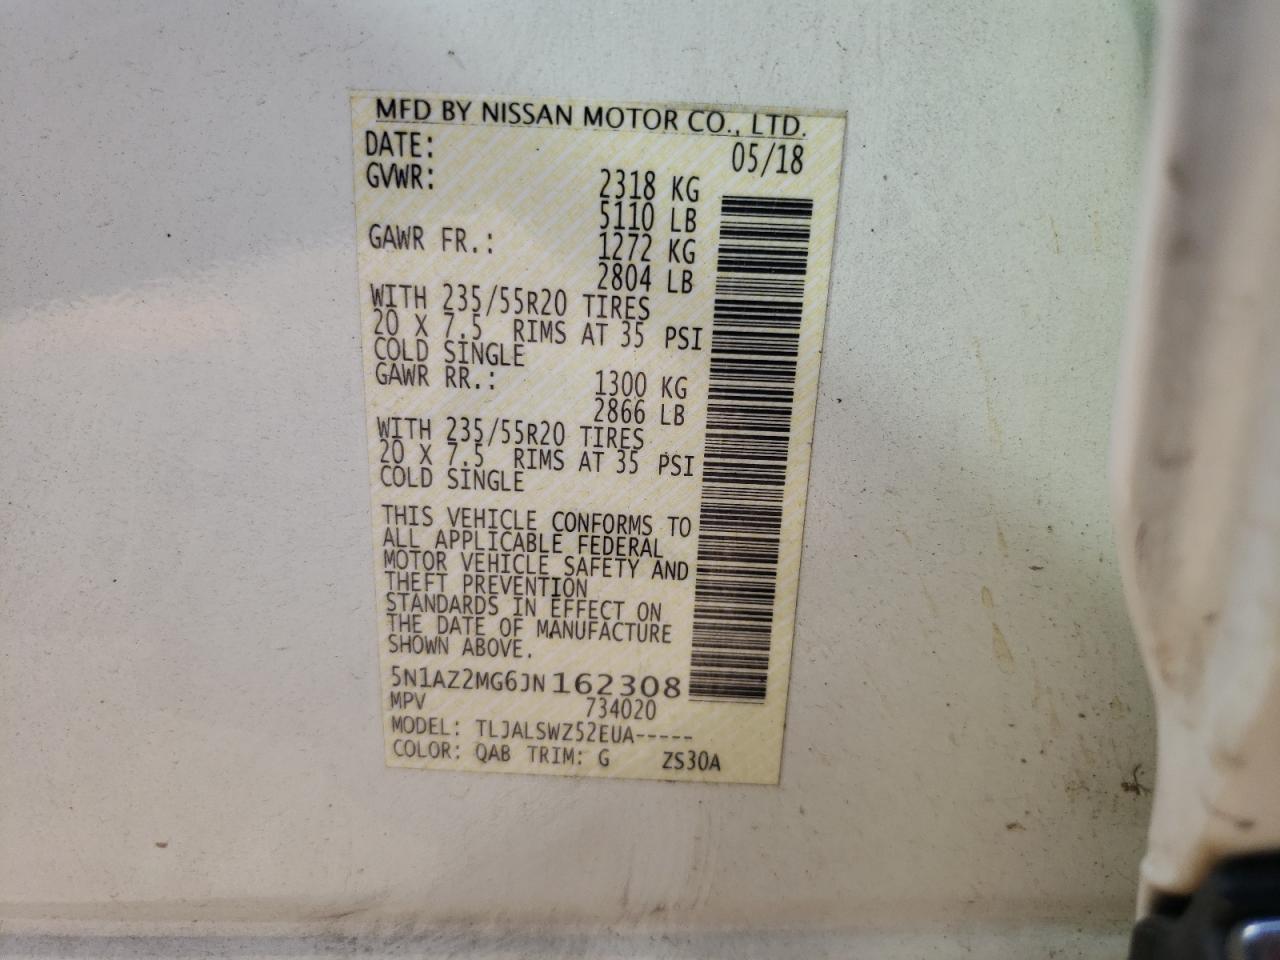 MFD BY NISSAN MOTOR CO., LTD.
DATE: 05/18
GVWR: 2318 KG
5110 LB
GAWR FR.: 1272 KG
2804 LB
WITH 235/55R20 TIRES
20 X 7.5 RIMS AT 35 PSI
COLD SINGLE
GAWR RR.: 1300 KG
2866 LB
WITH 235/55R20 TIRES
20 X 7.5 RIMS AT 35 PSI
COLD SINGLE
THIS VEHICLE CONFORMS TO
ALL APPLICABLE FEDERAL
MOTOR VEHICLE SAFETY AND
THEFT PREVENTION
STANDARDS IN EFFECT ON
THE DATE OF MANUFACTURE
SHOWN ABOVE.
5N1AZ2MG6JN162308
MPV 734020
MODEL: TLJALSWZ52EUA-----
COLOR: QAB TRIM: G ZS30A